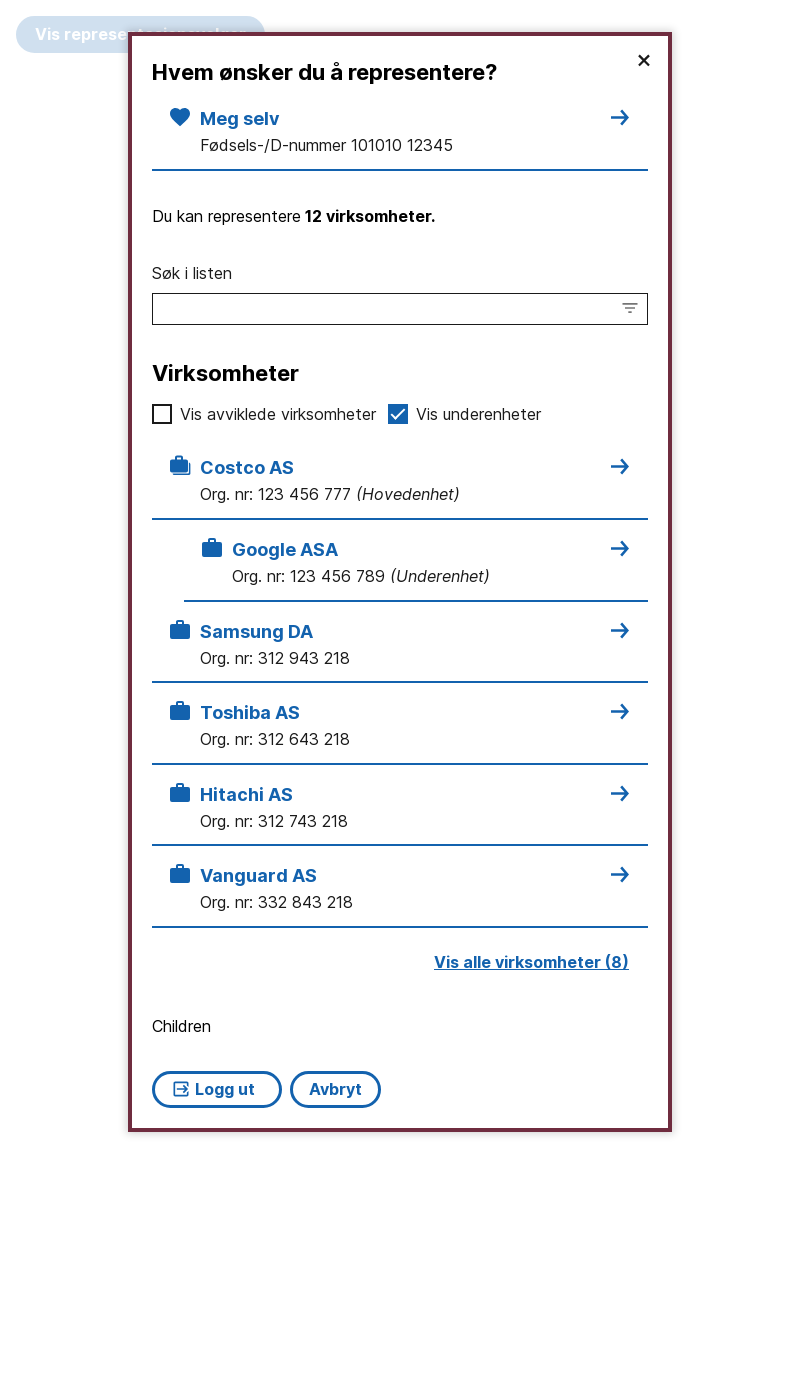 Vis represe
Hvem ønsker du å representere?
Meg selv
Fødsels-/D-nummer 101010 12345
Du kan representere 12 virksomheter.
Søk i listen
Virksomheter
Vis avviklede virksomheter Vis underenheter
Costco AS
Org. nr: 123 456 777 (Hovedenhet)
Google ASA
Org. nr: 123 456 789 (Underenhet)
Samsung DA
Org. nr: 312 943 218
Toshiba AS
Org. nr: 312 643 218
Hitachi AS
Org. nr: 312 743 218
Vanguard AS
Org. nr: 332 843 218
Vis alle virksomheter (8)
Children
Logg ut Avbryt